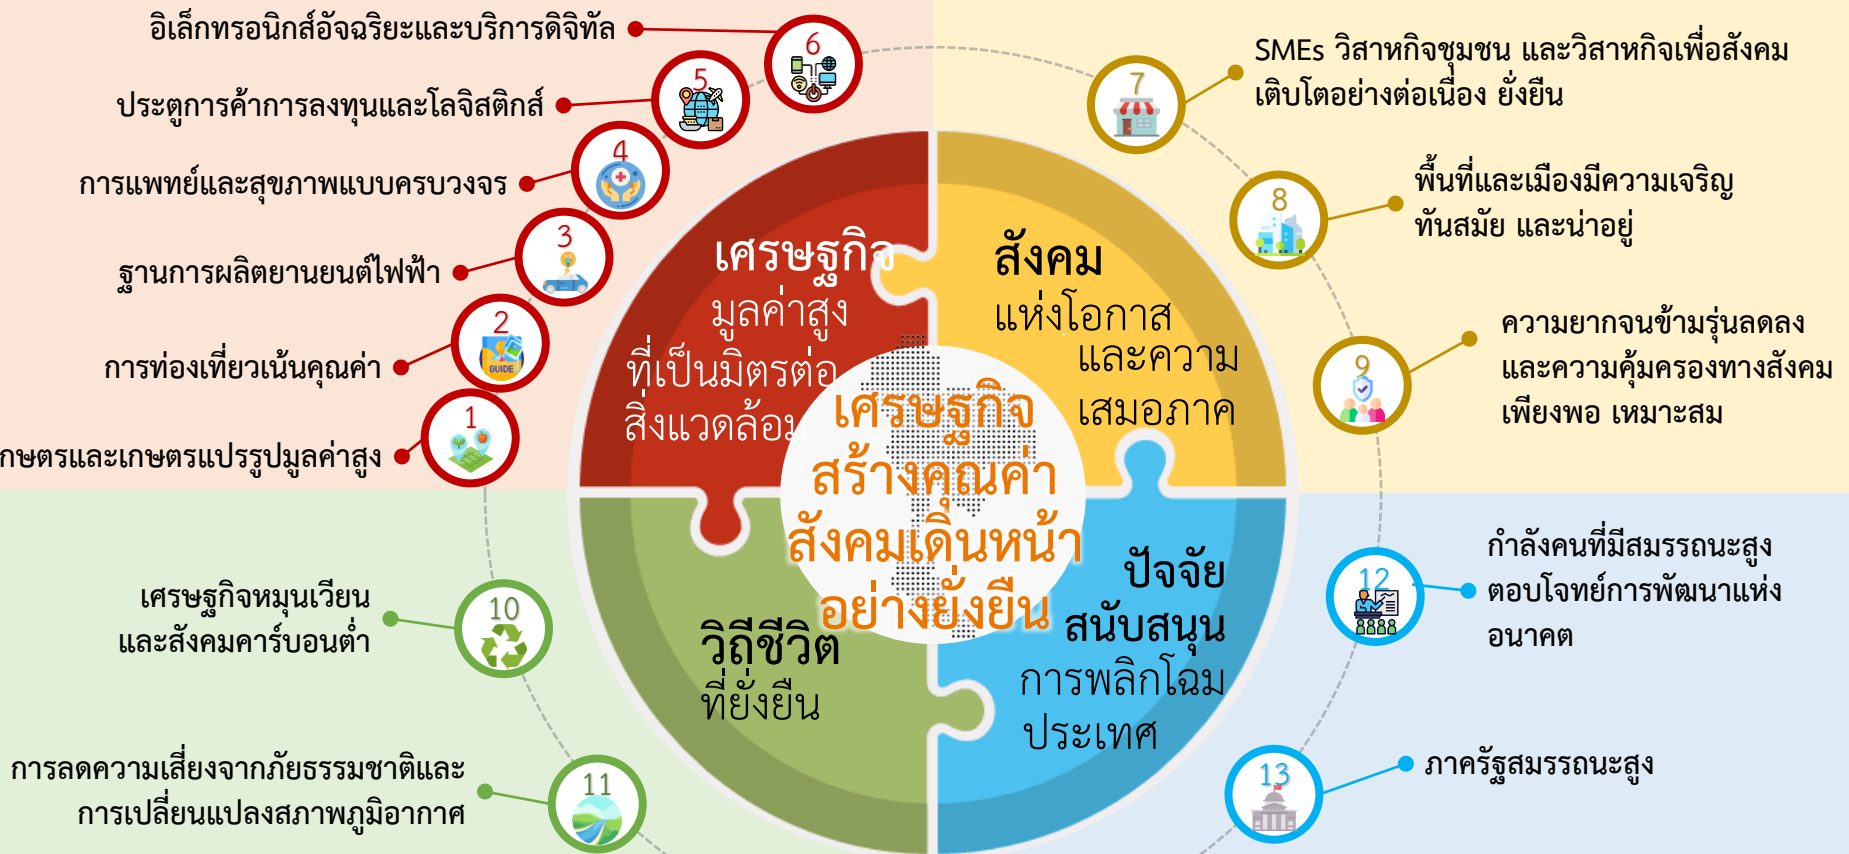 อิเล็กทรอนิกส์อัจฉริยะและบริการดิจิทัล
6
ประตูการค้าการลงทุนและโลจิสติกส์
5
การแพทย์และสุขภาพแบบครบวงจร
4
ฐานการผลิตยานยนต์ไฟฟ้า
3
การท่องเที่ยวเน้นคุณค่า
2
GUIDE
กษตรและเกษตรแปรรูปมูลค่าสูง
1
7
SMEs วิสาหกิจชุมชน และวิสาหกิจเพื่อสังคม
เติบโตอย่างต่อเนื่อง ยั่งยืน
8
พื้นที่และเมืองมีความเจริญ
ทันสมัย และน่าอยู่
9
ความยากจนข้ามรุ่นลดลง
และความคุ้มครองทางสังคม
เพียงพอ เหมาะสม
เศรษฐกิจ
มูลค่าสูง
ที่เป็นมิตรต่อ
สิ่งแวดล้อม
สังคม
แห่งโอกาส
และความ
เสมอภาค
เศรษฐกิจ
สร้างคุณค่า
สังคมเดินหน้า
อย่างยั่งยืน
วิถีชีวิต
ที่ยั่งยืน
ปัจจัย
สนับสนุน
การพลิกโฉม
ประเทศ
เศรษฐกิจหมุนเวียน
และสังคมคาร์บอนต่ำ
10
การลดความเสี่ยงจากภัยธรรมชาติและ
การเปลี่ยนแปลงสภาพภูมิอากาศ
11
12
กำลังคนที่มีสมรรถนะสูง
ตอบโจทย์การพัฒนาแห่ง
อนาคต
13
ภาครัฐสมรรถนะสูง